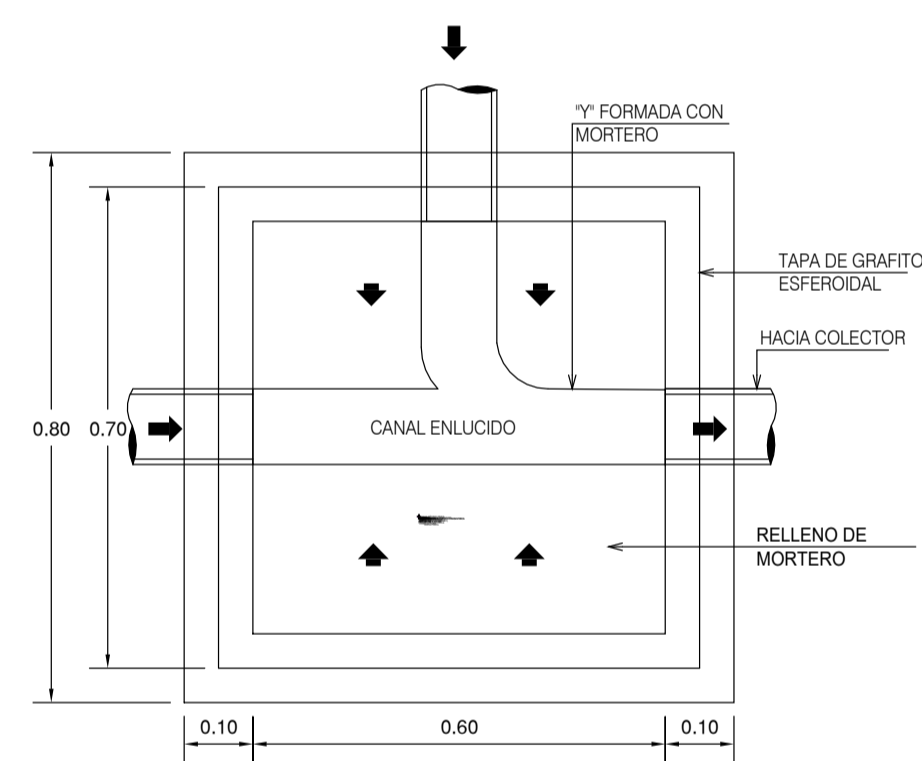 "Y" FORMADA CON
MORTERO
TAPA DE GRAFITO
ESFEROIDAL
HACIA COLECTOR
0.80
0.70
CANAL ENLUCIDO
RELLENO DE
MORTERO
0.10
0.60
0.10